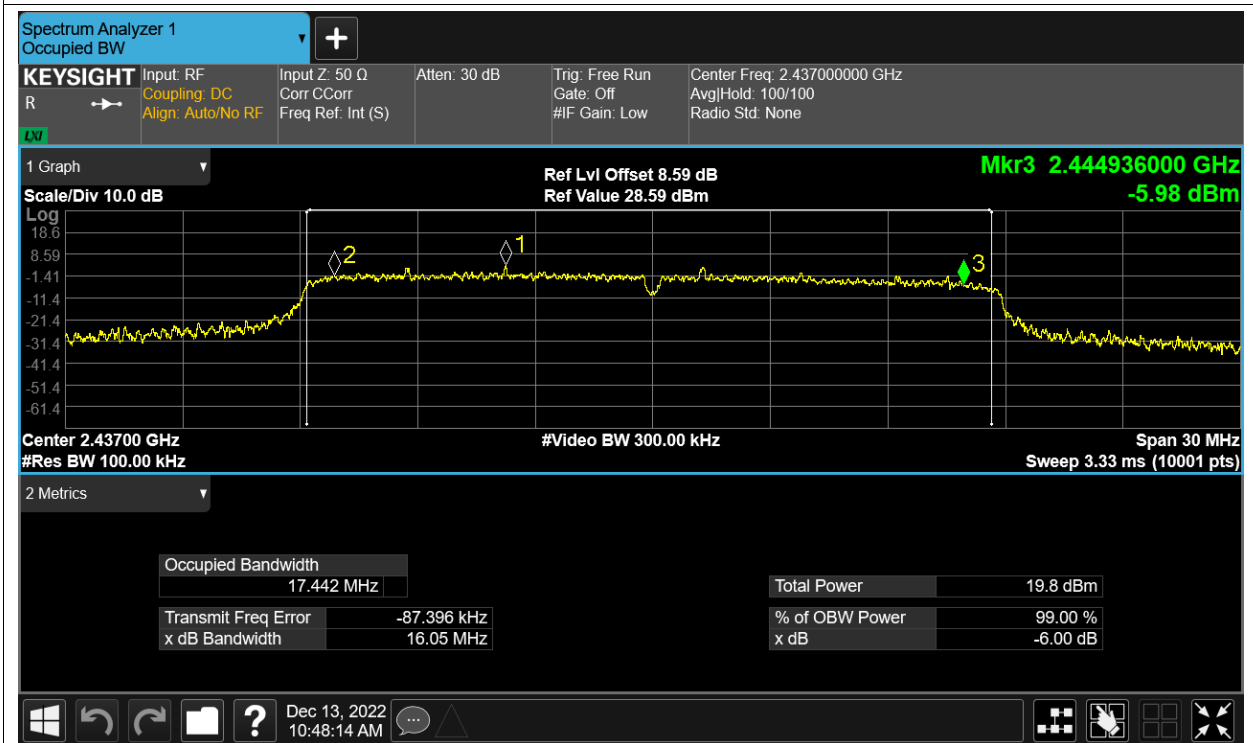 Spectrum Analyzer 1
Occupied BW
KEYSIGHT
R
LXI
Input: RF
Coupling: DC
Align: Auto/No RF
Input Z: 50 Ω
Corr CCorr
Freq Ref: Int (S)
Atten: 30 dB
Trig: Free Run
Gate: Off
#IF Gain: Low
Center Freq: 2.437000000 GHz
Avg|Hold: 100/100
Radio Std: None
1 Graph
Scale/Div 10.0 dB
Ref Lvl Offset 8.59 dB
Ref Value 28.59 dBm
Mkr3 2.444936000 GHz
-5.98 dBm
Log
18.6
8.59
-1.41
-11.4
-21.4
-31.4
-41.4
-51.4
-61.4
2
1
3
Center 2.43700 GHz
#Res BW 100.00 kHz
#Video BW 300.00 kHz
Span 30 MHz
Sweep 3.33 ms (10001 pts)
2 Metrics
Occupied Bandwidth
17.442 MHz
Transmit Freq Error -87.396 kHz
x dB Bandwidth 16.05 MHz
Total Power 19.8 dBm
% of OBW Power 99.00 %
x dB -6.00 dB
?
Dec 13, 2022
10:48:14 AM